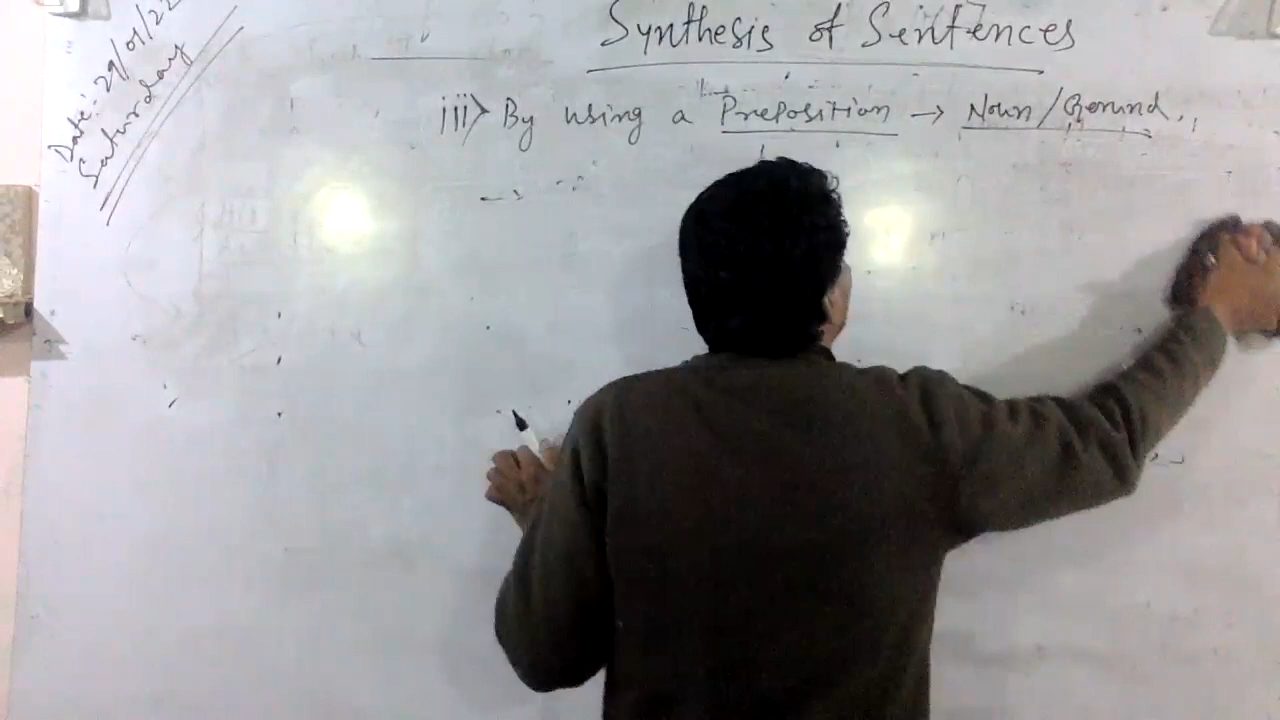 Date:- 29/01/22
Saturday
Synthesis of Sentences
iii> By using a Preposition → Noun/Gerund.
→